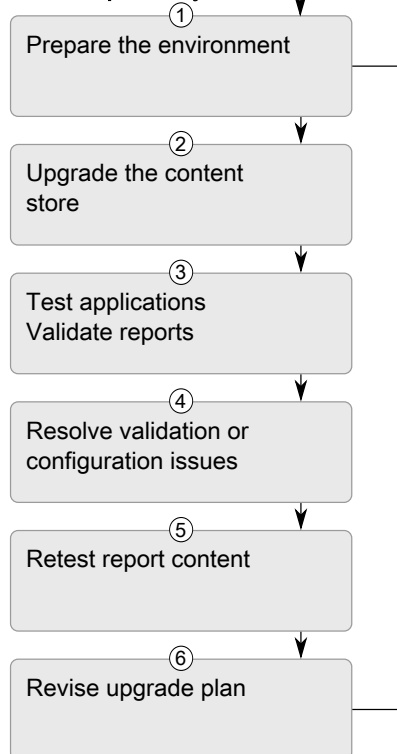 1
Prepare the environment
2
Upgrade the content
store
3
Test applications
Validate reports
4
Resolve validation or
configuration issues
5
Retest report content
6
Revise upgrade plan